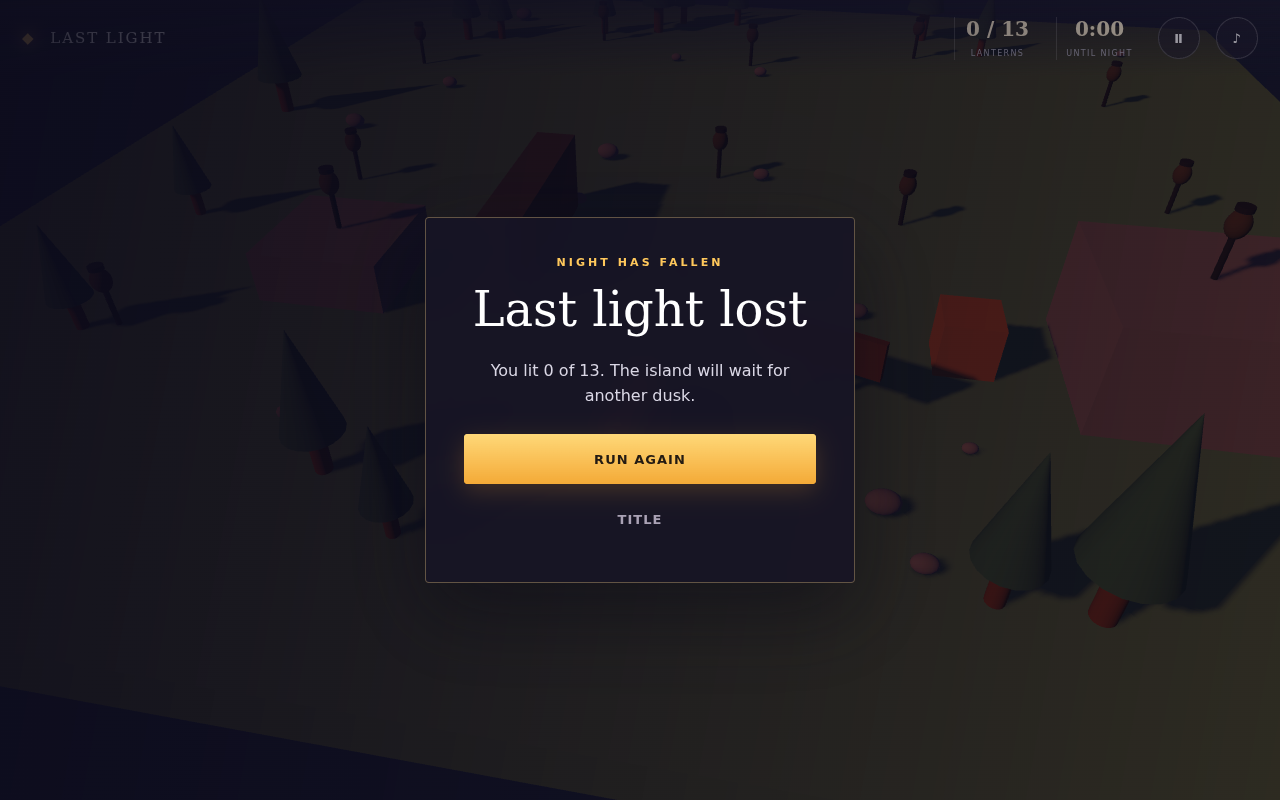 LAST LIGHT
0 / 13
LANTERNS
0:00
UNTIL NIGHT
NIGHT HAS FALLEN
Last light lost
You lit 0 of 13. The island will wait for
another dusk.
RUN AGAIN
TITLE